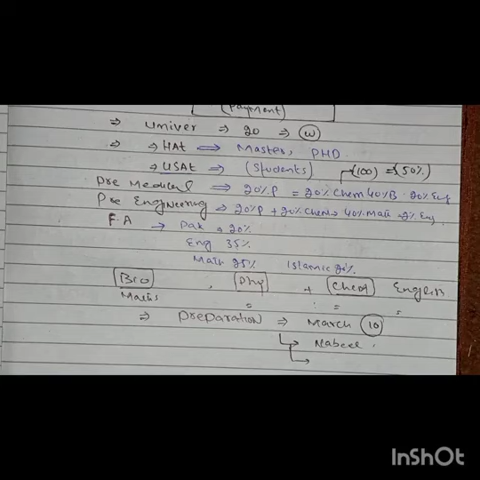 (Payment)
⇒ Univer ⇒ 20 ⇒ (W)
⇒ → HAt ⇔ Master, PHD
→ USAt ⇒ (Students) (100) ⇒ (50%)
Pre Medical ⇒ 20% P = 20% Chem 40% B 20% Eng
Pre Engineering ⇒ 20% P + 20% Chem + 40% Math
F.A → Pak → 20%
Eng 35%
Math 25% Islamic 20%
Bio , Phy + Chem English
Maths
⇒ Preparation ⇒ March 10
→ Nabeel
InShOt